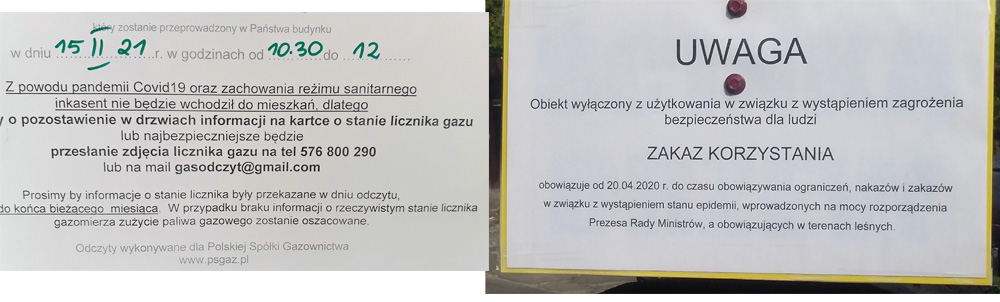 który zostanie przeprowadzony w Państwa budynku
w dniu 15 II 21 r. w godzinach od 10.30 do 12
Z powodu pandemii Covid19 oraz zachowania reżimu sanitarnego
inkasent nie będzie wchodził do mieszkań, dlatego
y o pozostawienie w drzwiach informacji na kartce o stanie licznika gazu
lub najbezpieczniejsze będzie
przesłanie zdjęcia licznika gazu na tel 576 800 290
lub na mail gasodczyt@gmail.com
Prosimy by informacje o stanie licznika były przekazane w dniu odczytu,
do końca bieżącego miesiąca. W przypadku braku informacji o rzeczywistym stanie licznika
gazomierza zużycie paliwa gazowego zostanie oszacowane.
Odczyty wykonywane dla Polskiej Spółki Gazownictwa
www.psgaz.pl
UWAGA
Obiekt wyłączony z użytkowania w związku z wystąpieniem zagrożenia
bezpieczeństwa dla ludzi
ZAKAZ KORZYSTANIA
obowiązuje od 20.04.2020 r. do czasu obowiązywania ograniczeń, nakazów i zakazów
w związku z wystąpieniem stanu epidemii, wprowadzonych na mocy rozporządzenia
Prezesa Rady Ministrów, a obowiązujących w terenach leśnych.